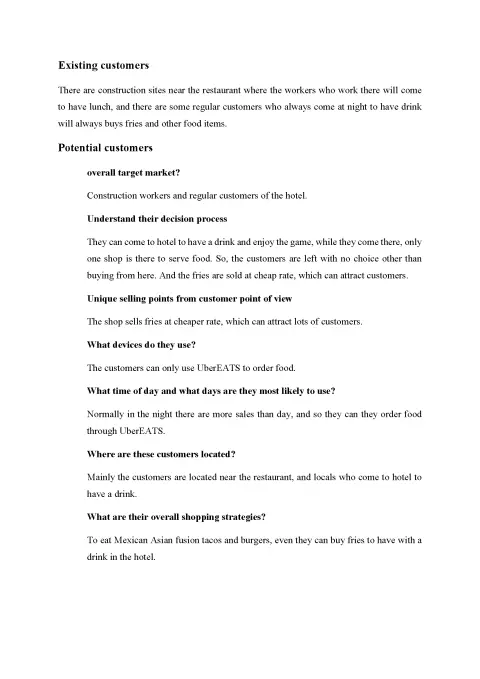 Existing customers
There are construction sites near the restaurant where the workers who work there will come
to have lunch, and there are some regular customers who always come at night to have drink
will always buys fries and other food items.
Potential customers
overall target market?
Construction workers and regular customers of the hotel.
Understand their decision process
They can come to hotel to have a drink and enjoy the game, while they come there, only
one shop is there to serve food. So, the customers are left with no choice other than
buying from here. And the fries are sold at cheap rate, which can attract customers.
Unique selling points from customer point of view
The shop sells fries at cheaper rate, which can attract lots of customers.
What devices do they use?
The customers can only use UberEATS to order food.
What time of day and what days are they most likely to use?
Normally in the night there are more sales than day, and so they can they order food
through UberEATS.
Where are these customers located?
Mainly the customers are located near the restaurant, and locals who come to hotel to
have a drink.
What are their overall shopping strategies?
To eat Mexican Asian fusion tacos and burgers, even they can buy fries to have with a
drink in the hotel.